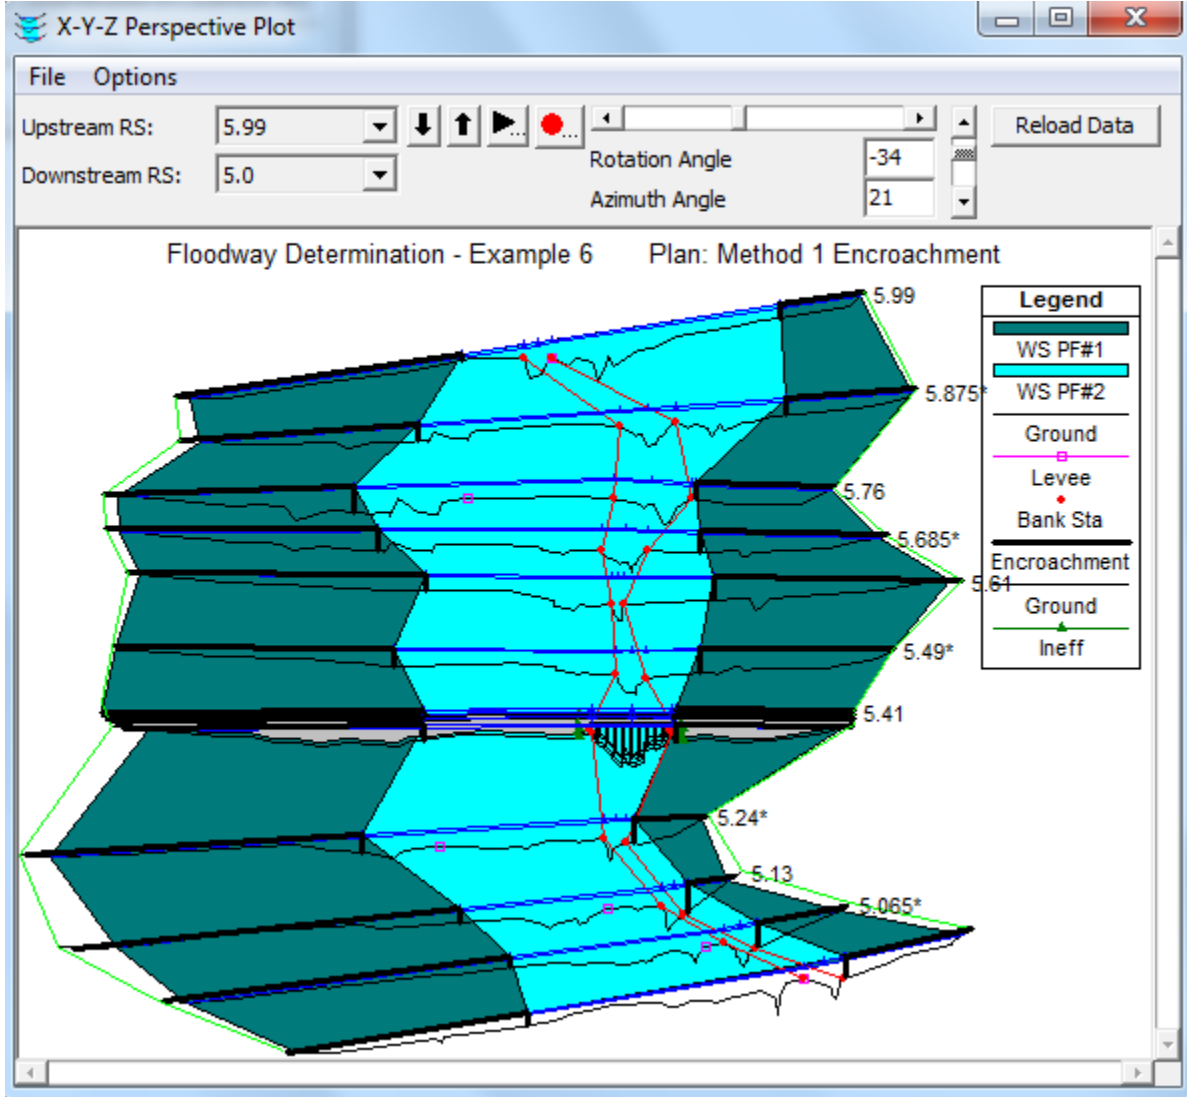 X-Y-Z Perspective Plot
File Options
Upstream RS: 5.99
... ...
Reload Data
Downstream RS: 5.0
Rotation Angle -34
Azimuth Angle 21
Floodway Determination - Example 6 Plan: Method 1 Encroachment
5.99
5.875*
5.76
5.685*
5.61
5.49*
5.41
5.24*
5.13
5.065*
Legend
WS PF#1
WS PF#2
Ground
Levee
Bank Sta
Encroachment
Ground
Ineff